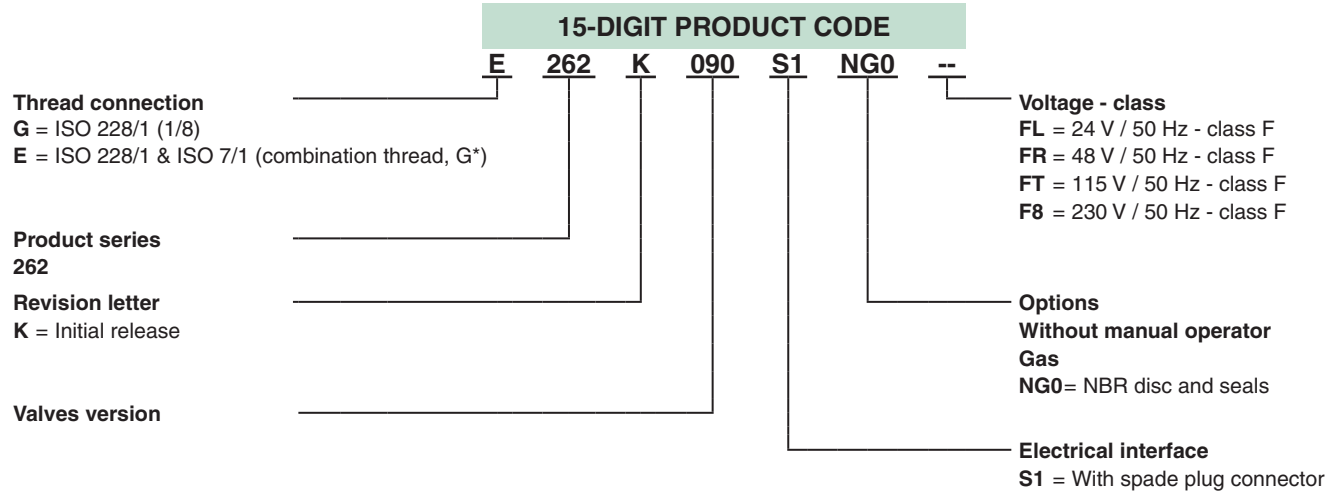 15-DIGIT PRODUCT CODE
E 262 K 090 S1 NG0 --
Thread connection
G = ISO 228/1 (1/8)
E = ISO 228/1 & ISO 7/1 (combination thread, G*)
Product series
262
Revision letter
K = Initial release
Valves version
Voltage - class
FL = 24 V / 50 Hz - class F
FR = 48 V / 50 Hz - class F
FT = 115 V / 50 Hz - class F
F8 = 230 V / 50 Hz - class F
Options
Without manual operator
Gas
NG0= NBR disc and seals
Electrical interface
S1 = With spade plug connector